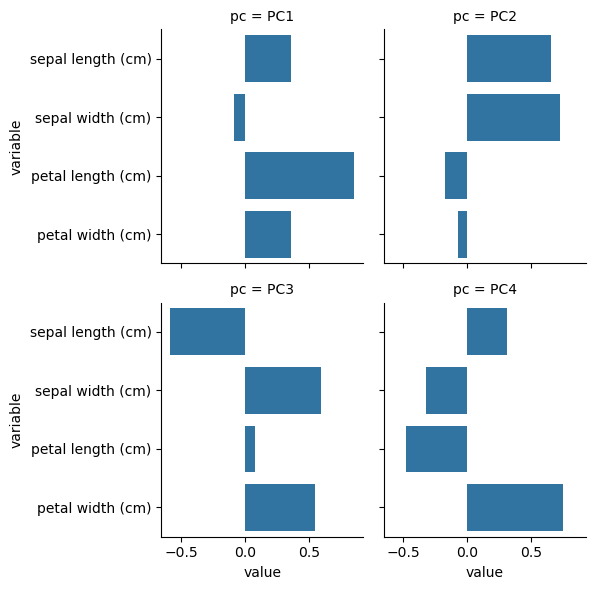 pc = PC1
pc = PC2
sepal length (cm)
sepal width (cm)
petal length (cm)
petal width (cm)
variable
pc = PC3
pc = PC4
sepal length (cm)
sepal width (cm)
petal length (cm)
petal width (cm)
variable
−0.5 0.0 0.5
−0.5 0.0 0.5
value
value